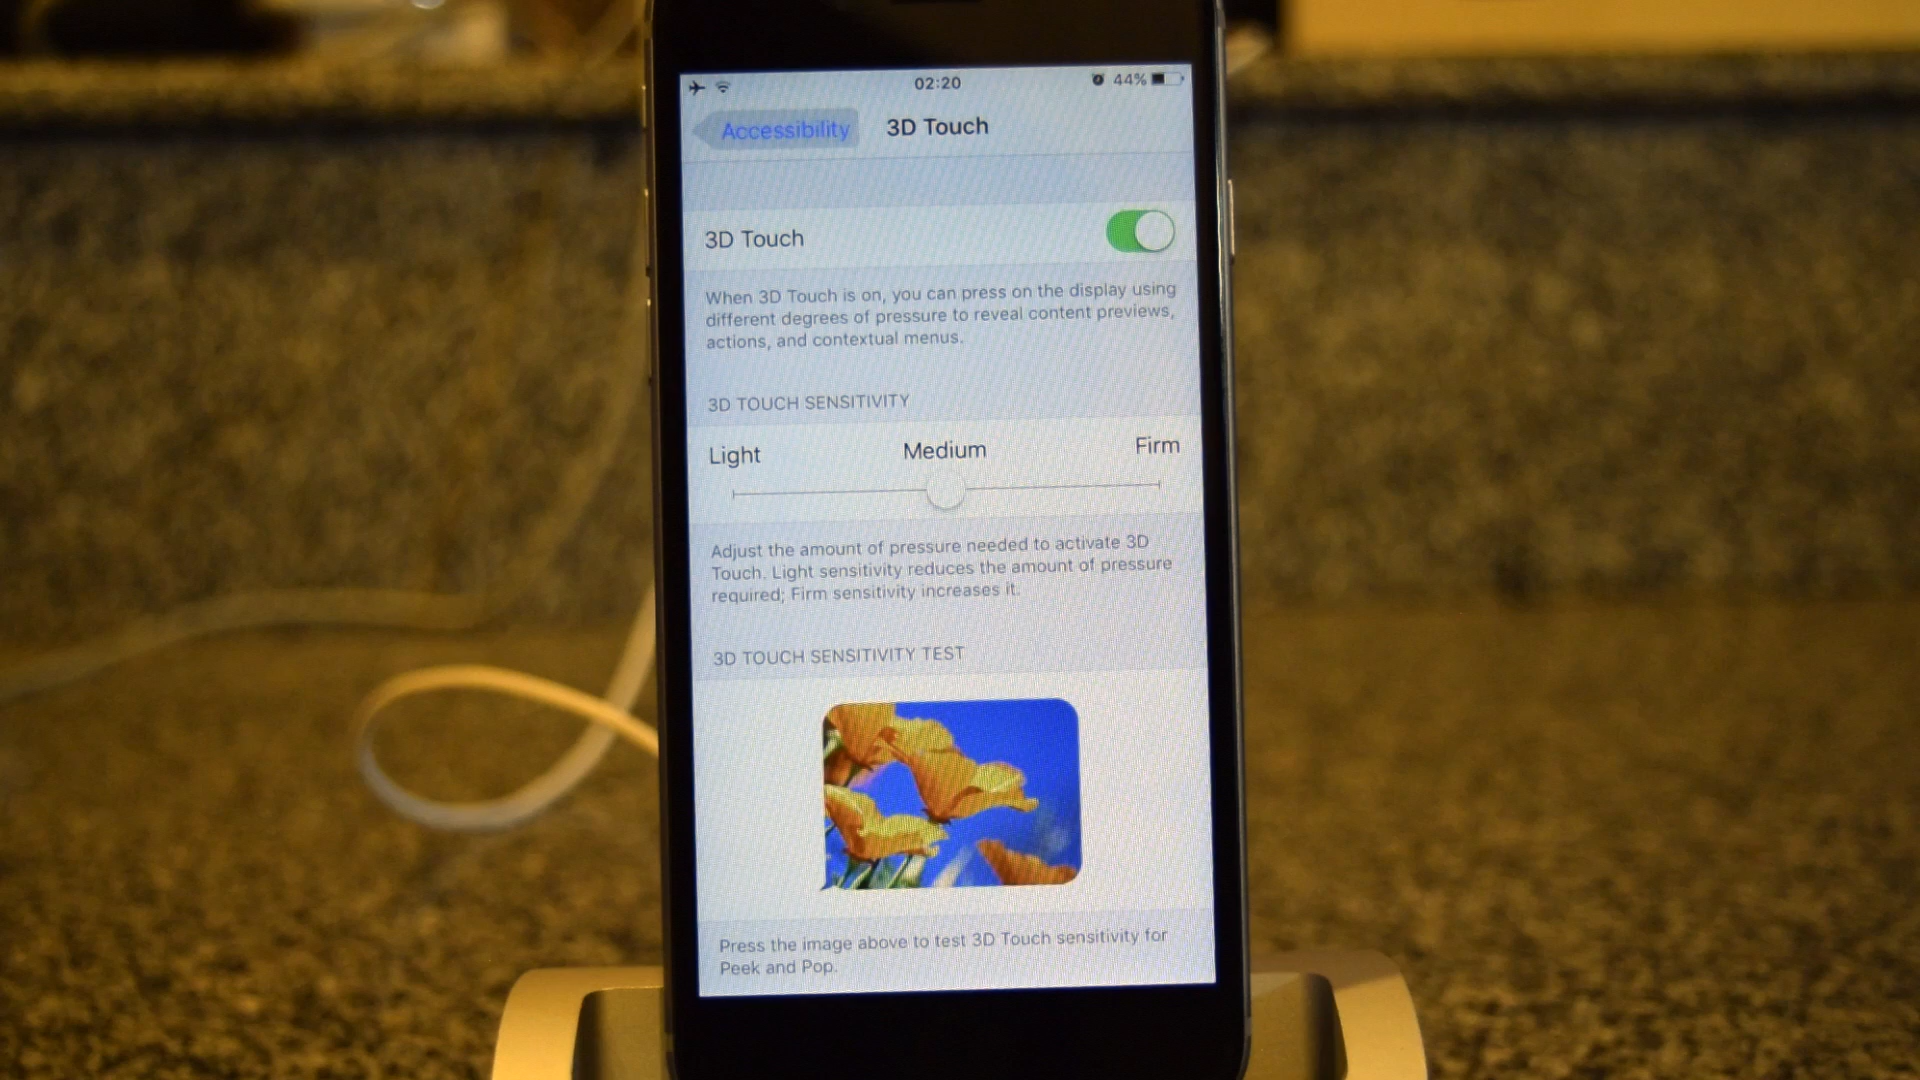 02:20
44%
Accessibility
3D Touch
3D Touch
When 3D Touch is on, you can press on the display using
different degrees of pressure to reveal content previews,
actions, and contextual menus.
3D TOUCH SENSITIVITY
Light
Medium
Firm
Adjust the amount of pressure needed to activate 3D
Touch. Light sensitivity reduces the amount of pressure
required; Firm sensitivity increases it.
3D TOUCH SENSITIVITY TEST
Press the image above to test 3D Touch sensitivity for
Peek and Pop.